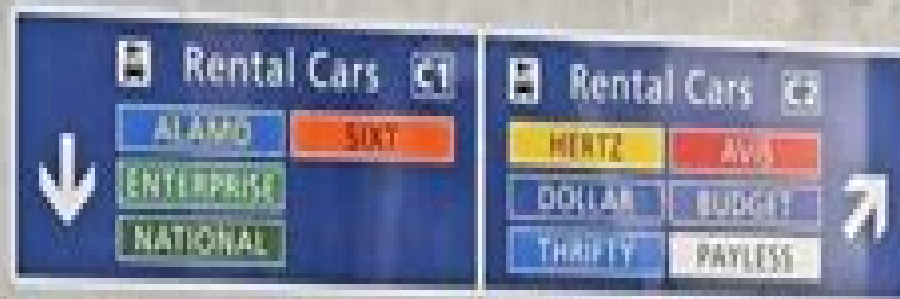 Rental Cars C1
ALAMO SIXT
ENTERPRISE
NATIONAL
Rental Cars C2
HERTZ AVIS
DOLLAR BUDGET
THRIFTY PAYLESS